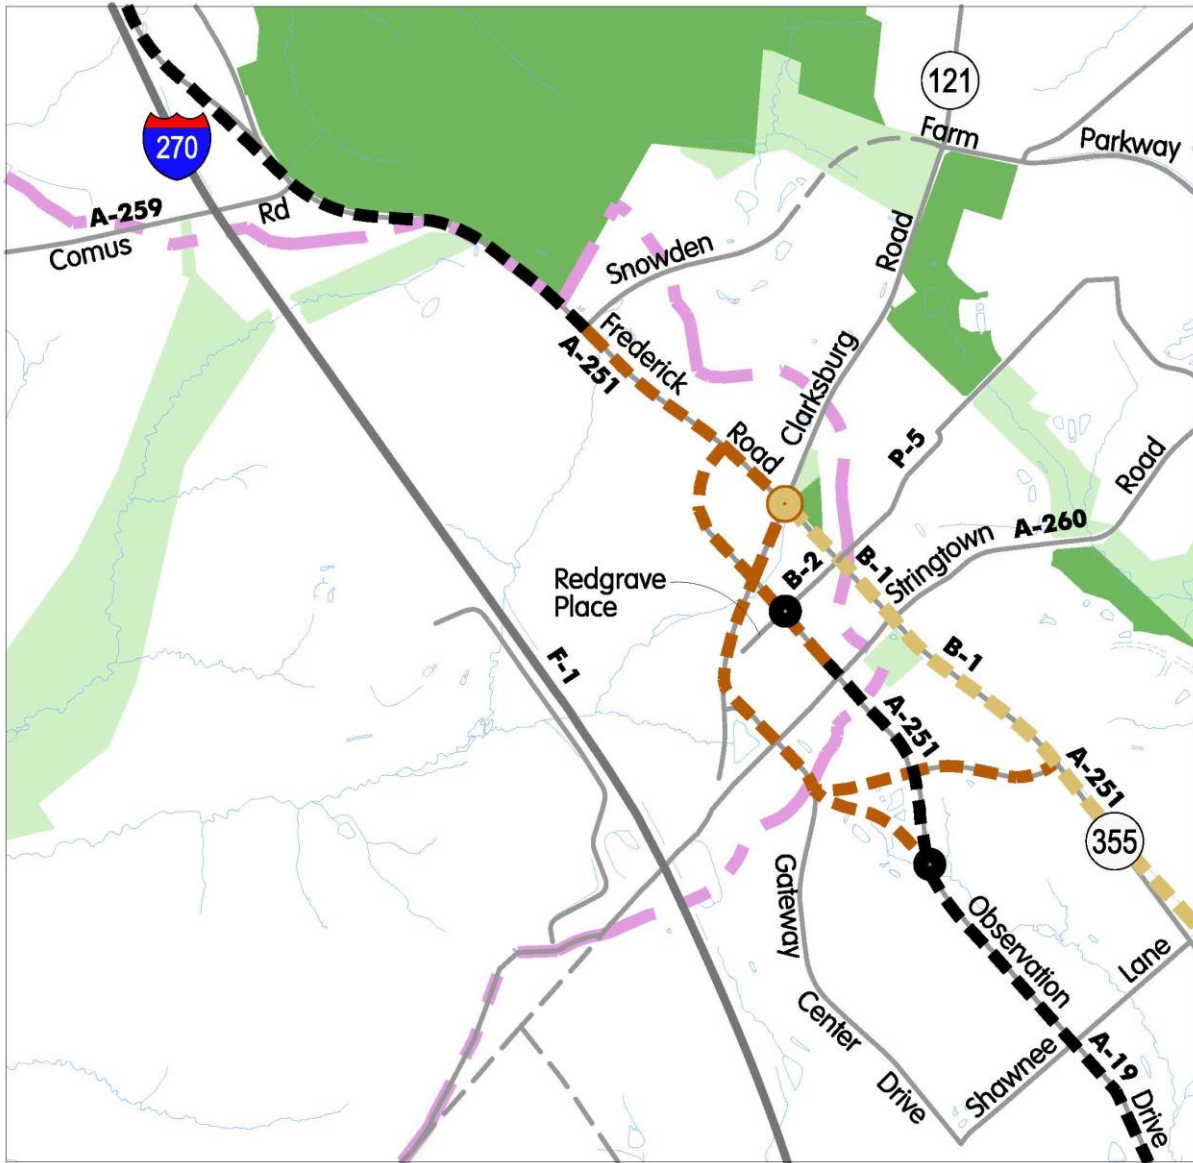 121
Farm
Parkway
270
A-259
Rd
Comus
Snowden
Road
Frederick
A-251
Clarksburg
Road
P-5
Road
A-260
Stringtown
B-1
B-2
Redgrave
Place
F-1
B-1
A-251
A-251
355
Gateway
Observation
Lane
Center
Shawnee
A-19
Drive
Drive